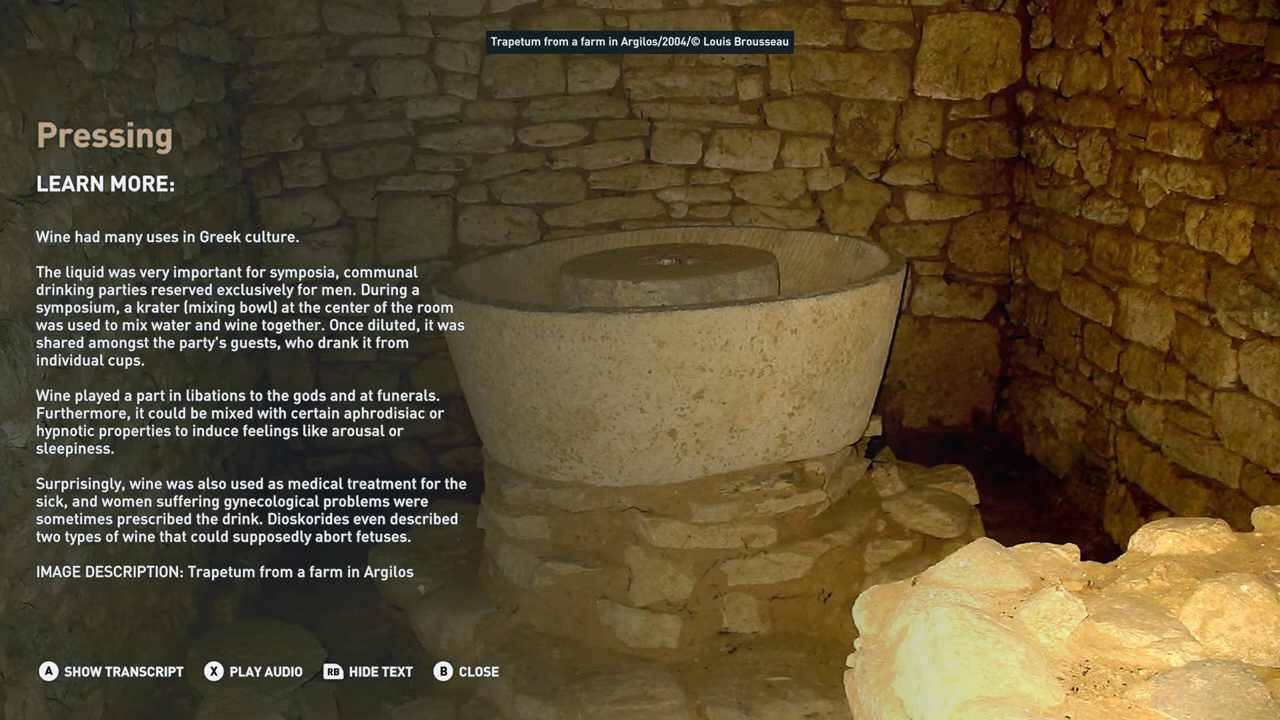 Trapetum from a farm in Argilos/2004/© Louis Brousseau
Pressing
LEARN MORE:
Wine had many uses in Greek culture.
The liquid was very important for symposia, communal
drinking parties reserved exclusively for men. During a
symposium, a krater (mixing bowl) at the center of the room
was used to mix water and wine together. Once diluted, it was
shared amongst the party's guests, who drank it from
individual cups.
Wine played a part in libations to the gods and at funerals.
Furthermore, it could be mixed with certain aphrodisiac or
hypnotic properties to induce feelings like arousal or
sleepiness.
Surprisingly, wine was also used as medical treatment for the
sick, and women suffering gynecological problems were
sometimes prescribed the drink. Dioskorides even described
two types of wine that could supposedly abort fetuses.
IMAGE DESCRIPTION: Trapetum from a farm in Argilos
A SHOW TRANSCRIPT X PLAY AUDIO RB HIDE TEXT B CLOSE